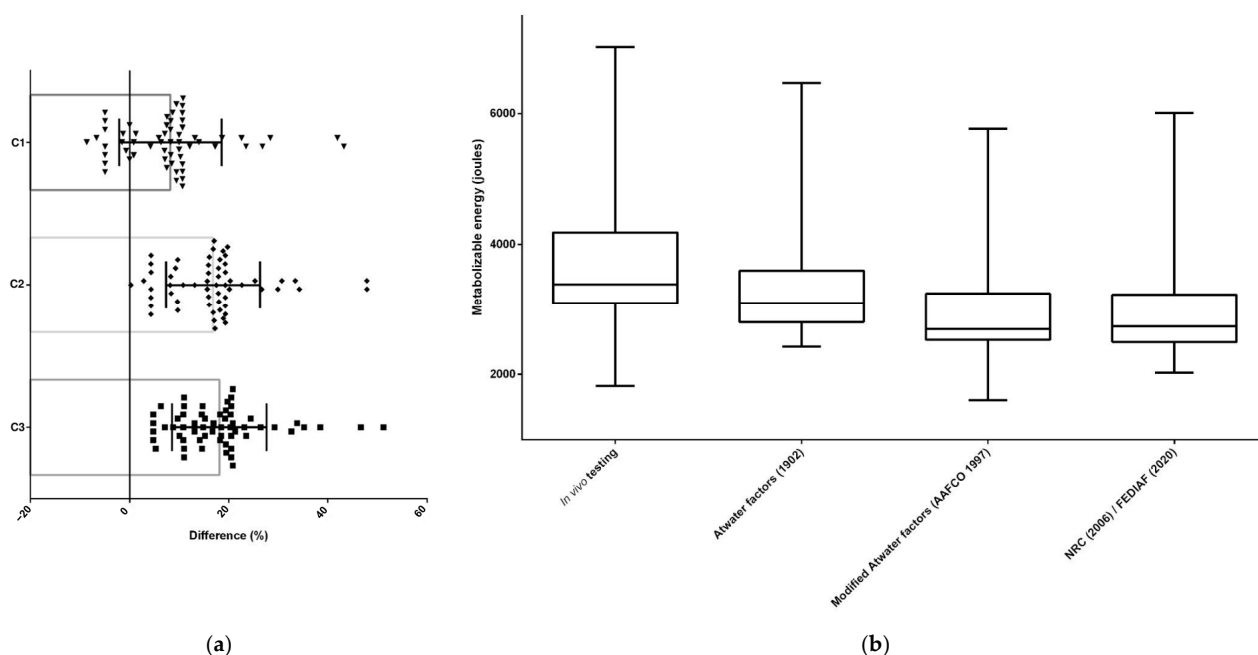 C1
C2
C3
−20
0
20
40
60
Difference (%)
(a)
Metabolizable energy (joules)
6000
4000
2000
In vivo testing
Atwater factors (1902)
Modified Atwater factors (AAFCO 1997)
NRC (2006) / FEDIAF (2020)
(b)